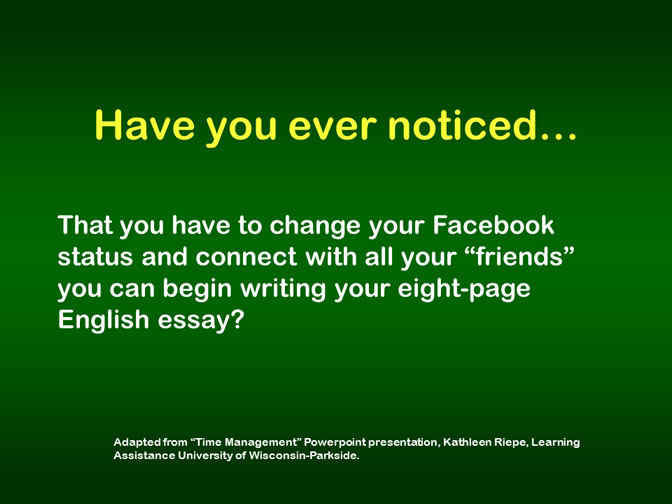 Have you ever noticed…
That you have to change your Facebook
status and connect with all your “friends”
you can begin writing your eight-page
English essay?
Adapted from “Time Management” Powerpoint presentation, Kathleen Riepe, Learning
Assistance University of Wisconsin-Parkside.